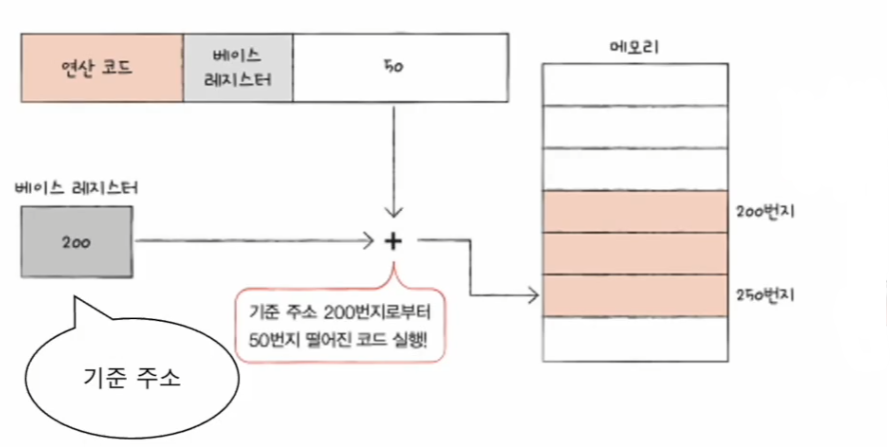 연산 코드
베이스
레지스터
50
메모리
베이스 레지스터
200
+
200번지
250번지
기준 주소 200번지로부터
50번지 떨어진 코드 실행!
기준 주소